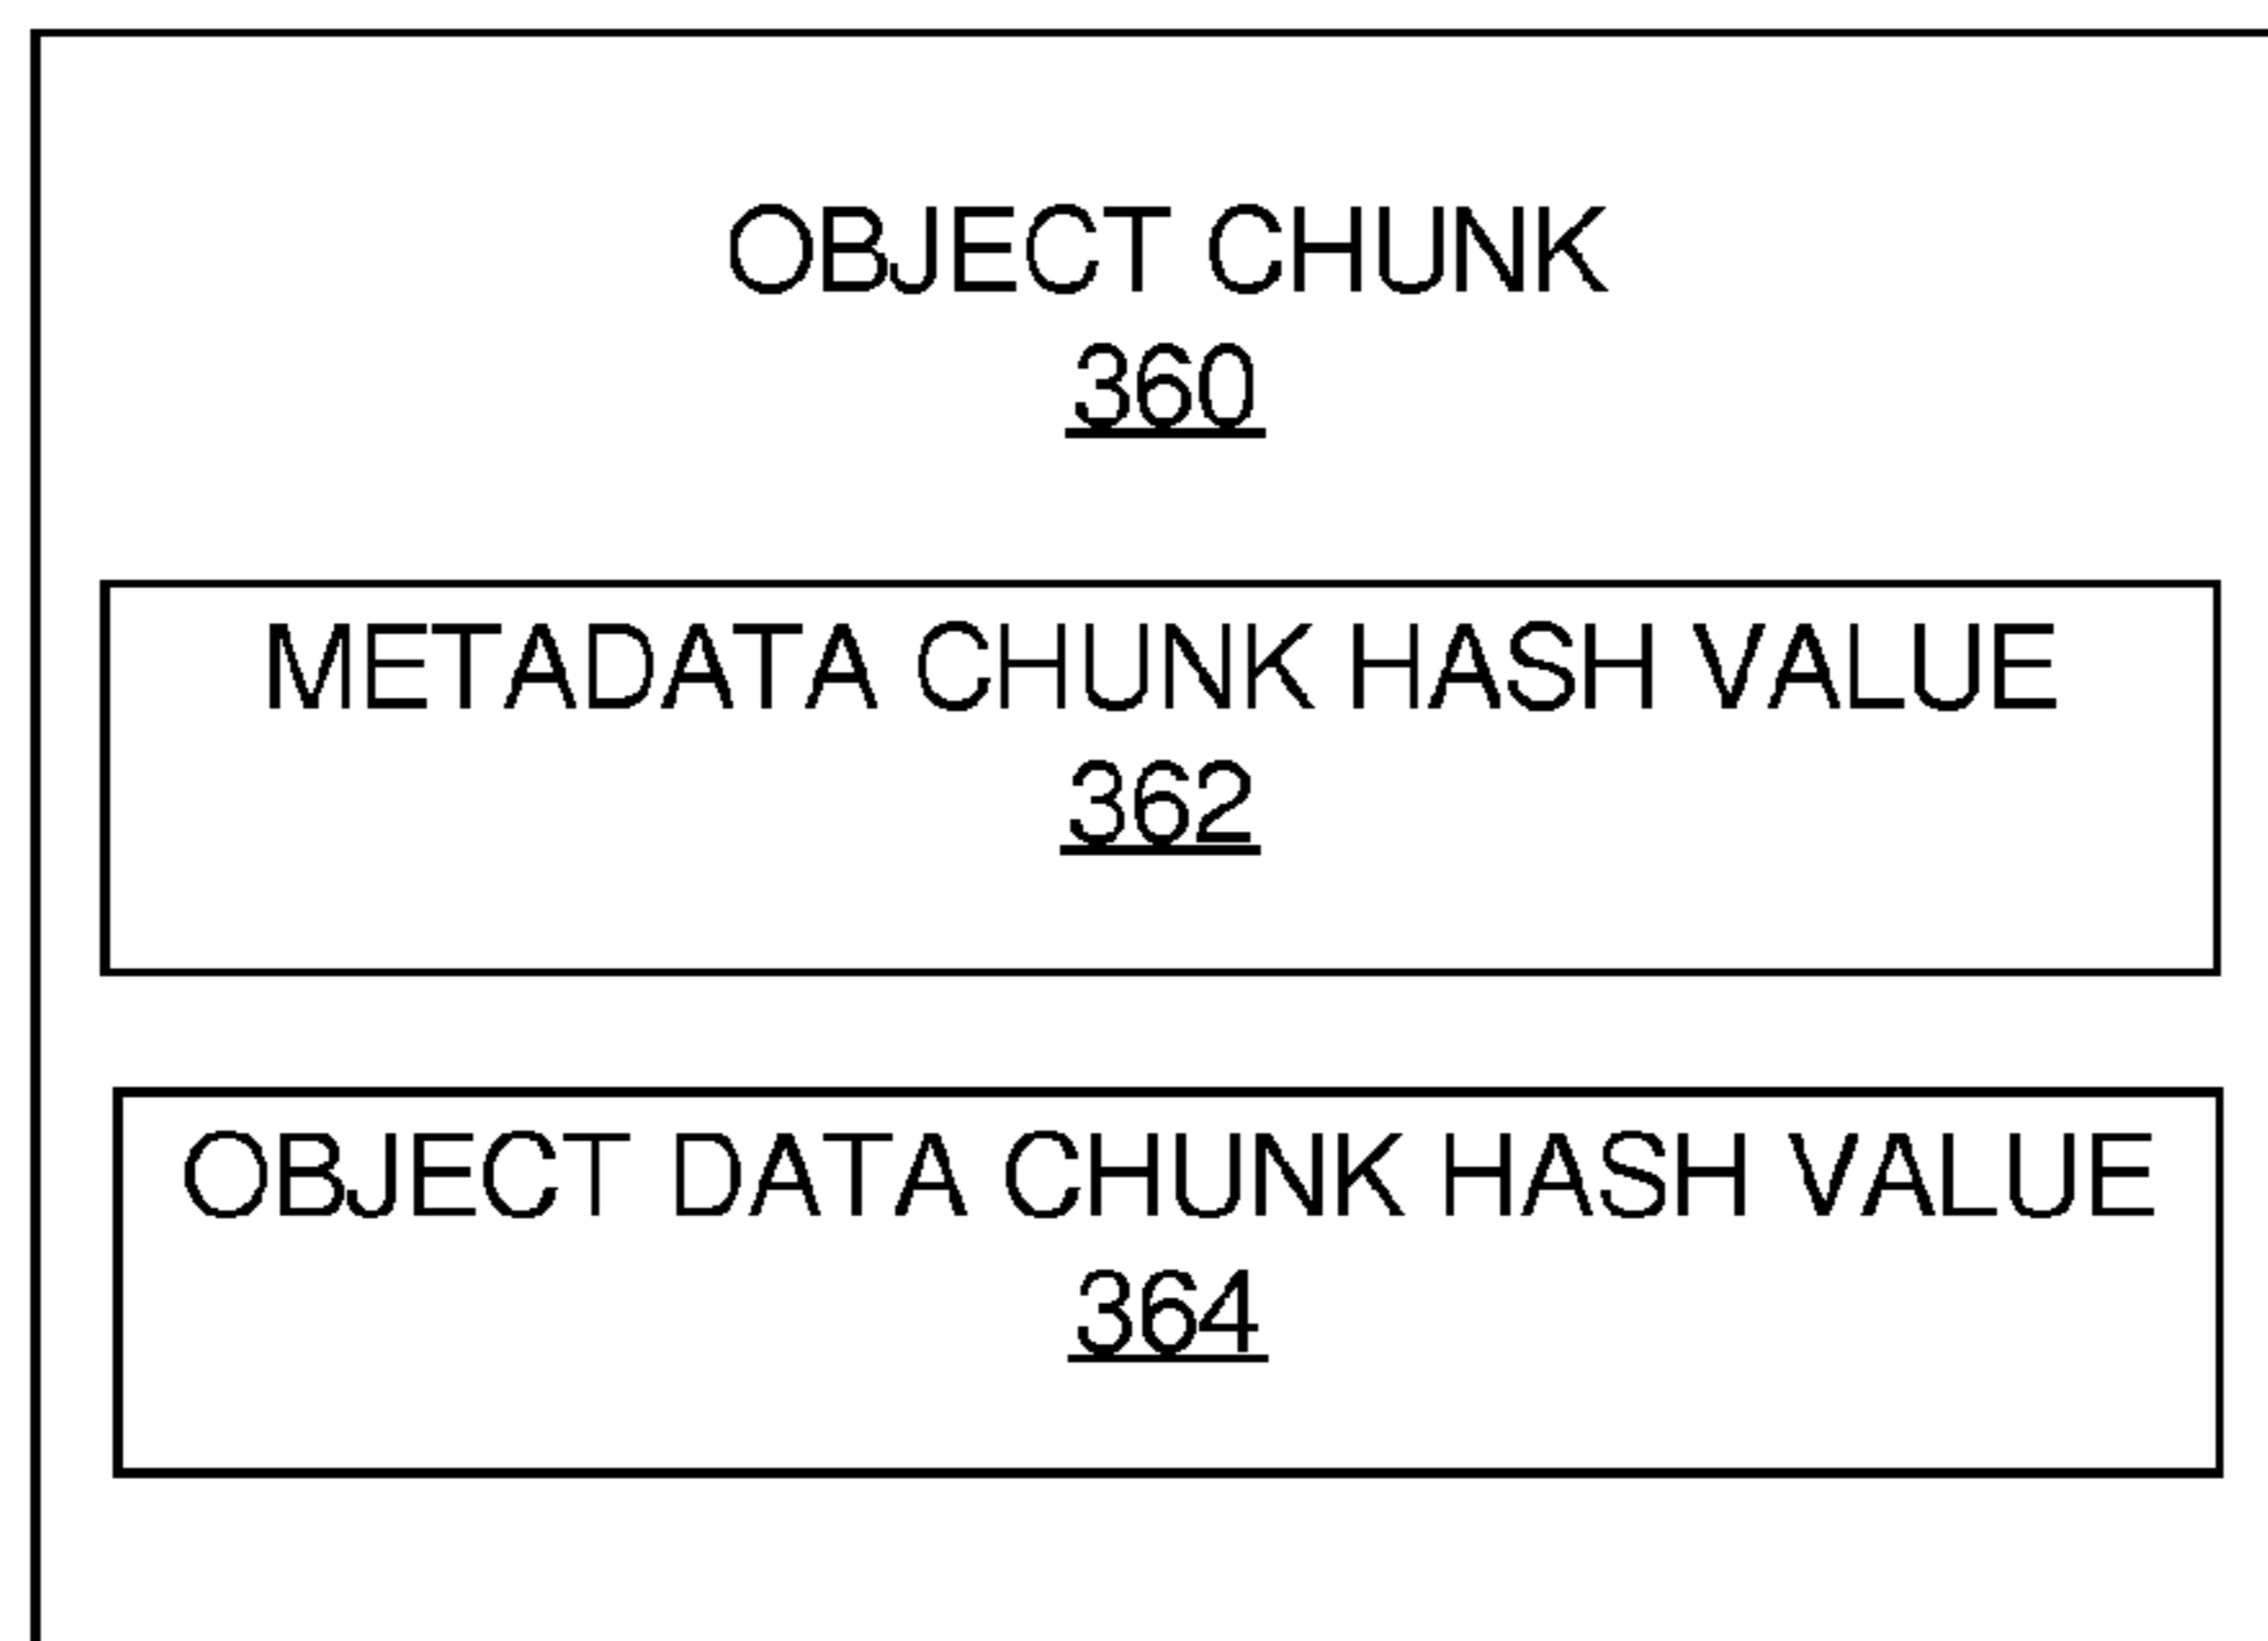 OBJECT CHUNK
360
METADATA CHUNK HASH VALUE
362
OBJECT DATA CHUNK HASH VALUE
364